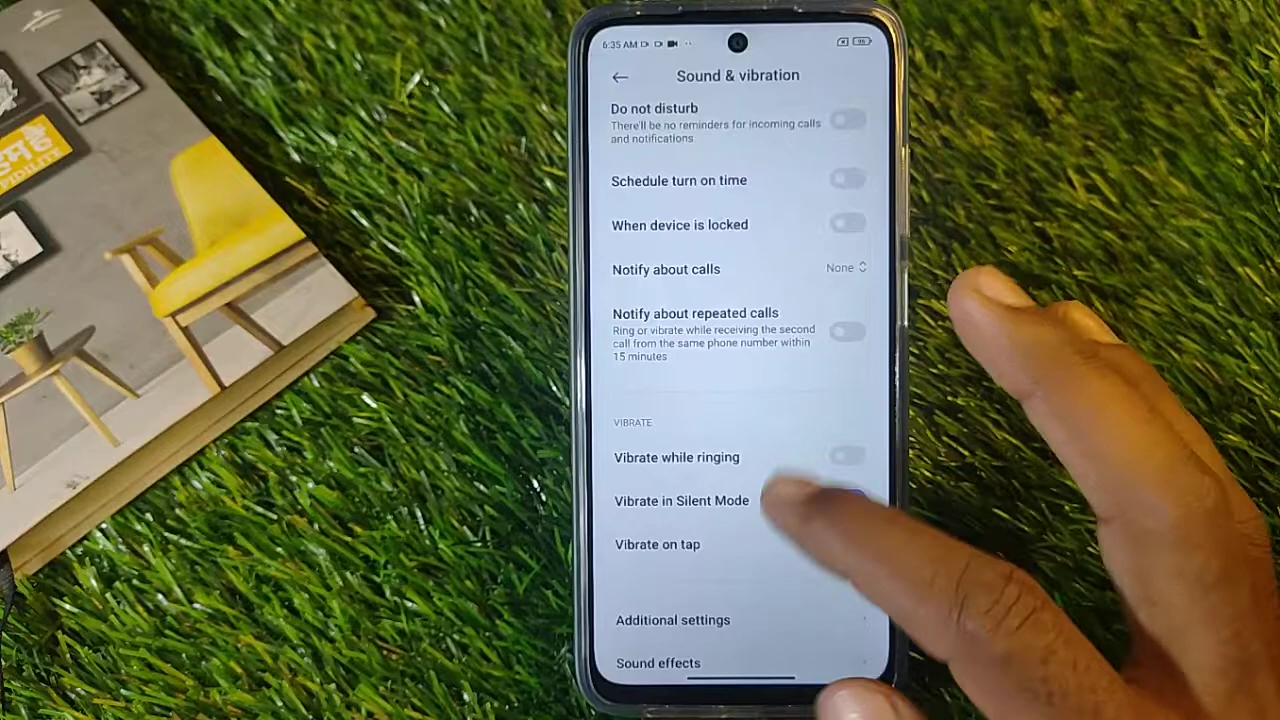 6:35 AM
96
Sound & vibration
Do not disturb
There'll be no reminders for incoming calls
and notifications
Schedule turn on time
When device is locked
Notify about calls
None
Notify about repeated calls
Ring or vibrate while receiving the second
call from the same phone number within
15 minutes
VIBRATE
Vibrate while ringing
Vibrate in Silent Mode
Vibrate on tap
Additional settings
Sound effects